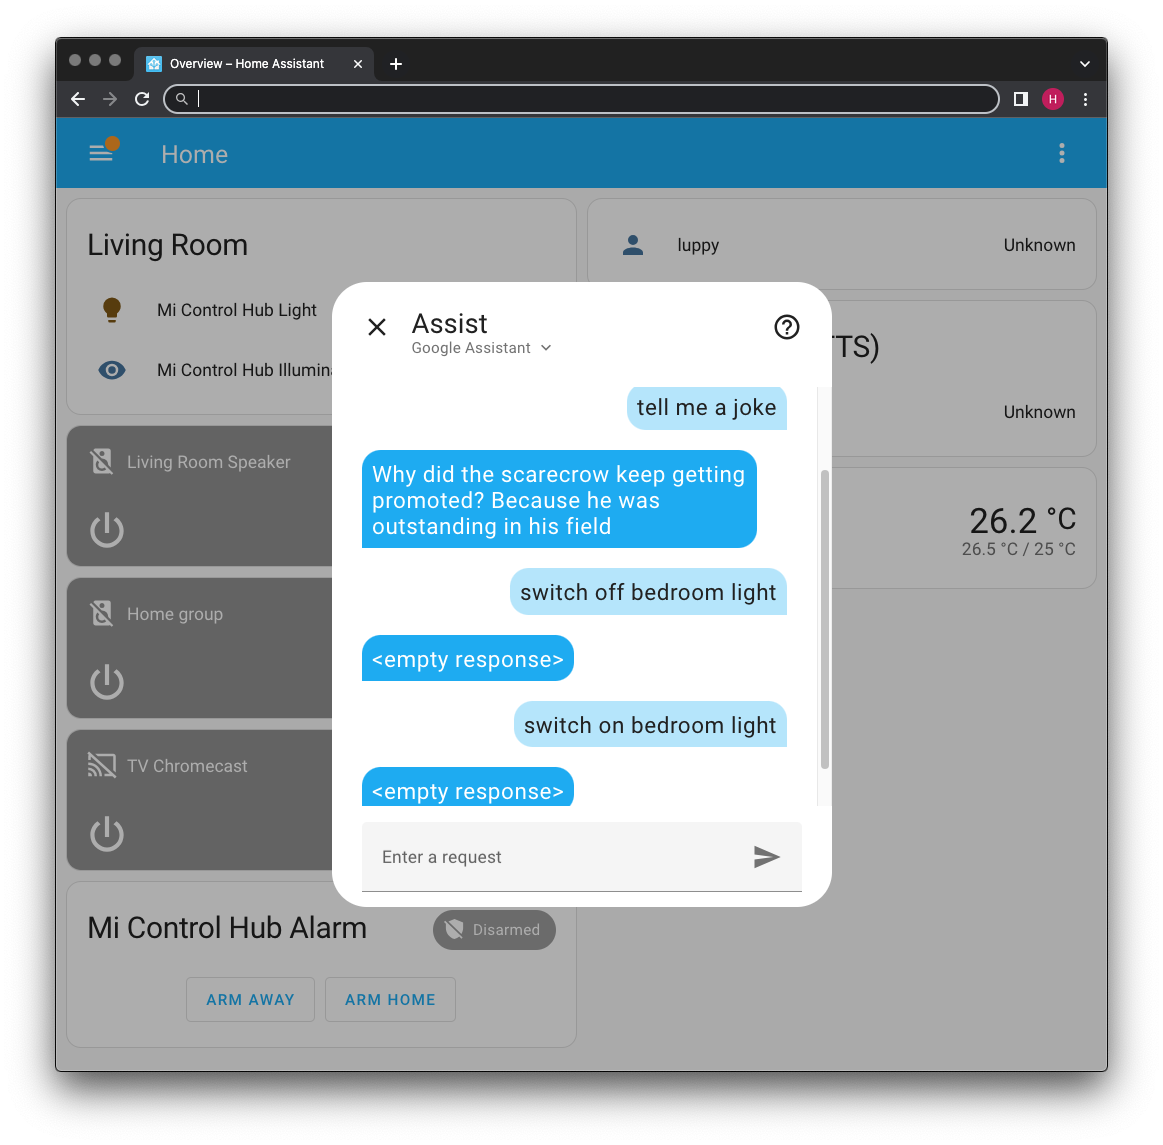 Overview – Home Assistant
H
Home
Living Room
Mi Control Hub Light
Mi Control Hub Illumin
Living Room Speaker
Home group
TV Chromecast
Mi Control Hub Alarm
Disarmed
ARM AWAY
ARM HOME
luppy
Unknown
TTS)
Unknown
26.2 °C
26.5 °C / 25 °C
Assist
Google Assistant
tell me a joke
Why did the scarecrow keep getting
promoted? Because he was
outstanding in his field
switch off bedroom light
<empty response>
switch on bedroom light
<empty response>
Enter a request